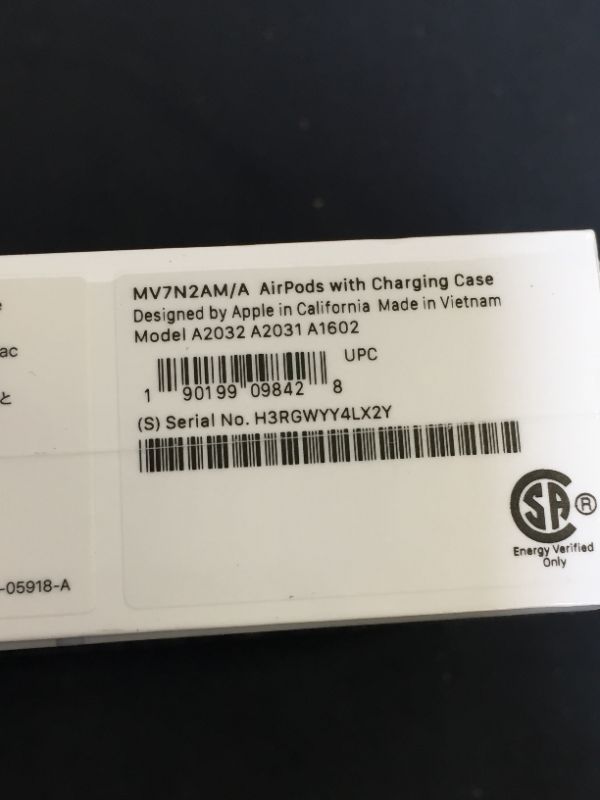 MV7N2AM/A AirPods with Charging Case
Designed by Apple in California Made in Vietnam
Model A2032 A2031 A1602
UPC
1 90199 09842 8
(S) Serial No. H3RGWYY4LX2Y
SA ®
Energy Verified
Only
ac
と
-05918-A